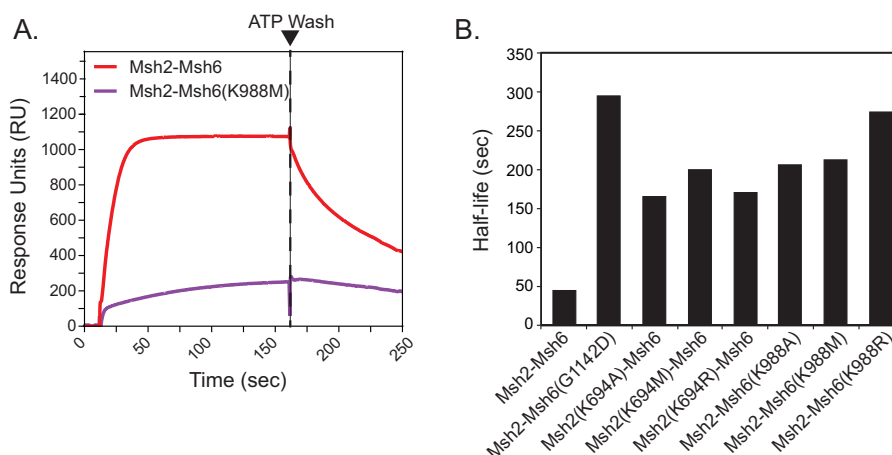 A.
ATP Wash
Msh2-Msh6
Msh2-Msh6(K988M)
Response Units (RU)
1400
1200
1000
800
600
400
200
0
0
50
100
150
200
250
Time (sec)
B.
Half-life (sec)
350
300
250
200
150
100
50
0
Msh2-Msh6
Msh2-Msh6(G1142D)
Msh2(K694A)-Msh6
Msh2(K694M)-Msh6
Msh2(K694R)-Msh6
Msh2-Msh6(K988A)
Msh2-Msh6(K988M)
Msh2-Msh6(K988R)